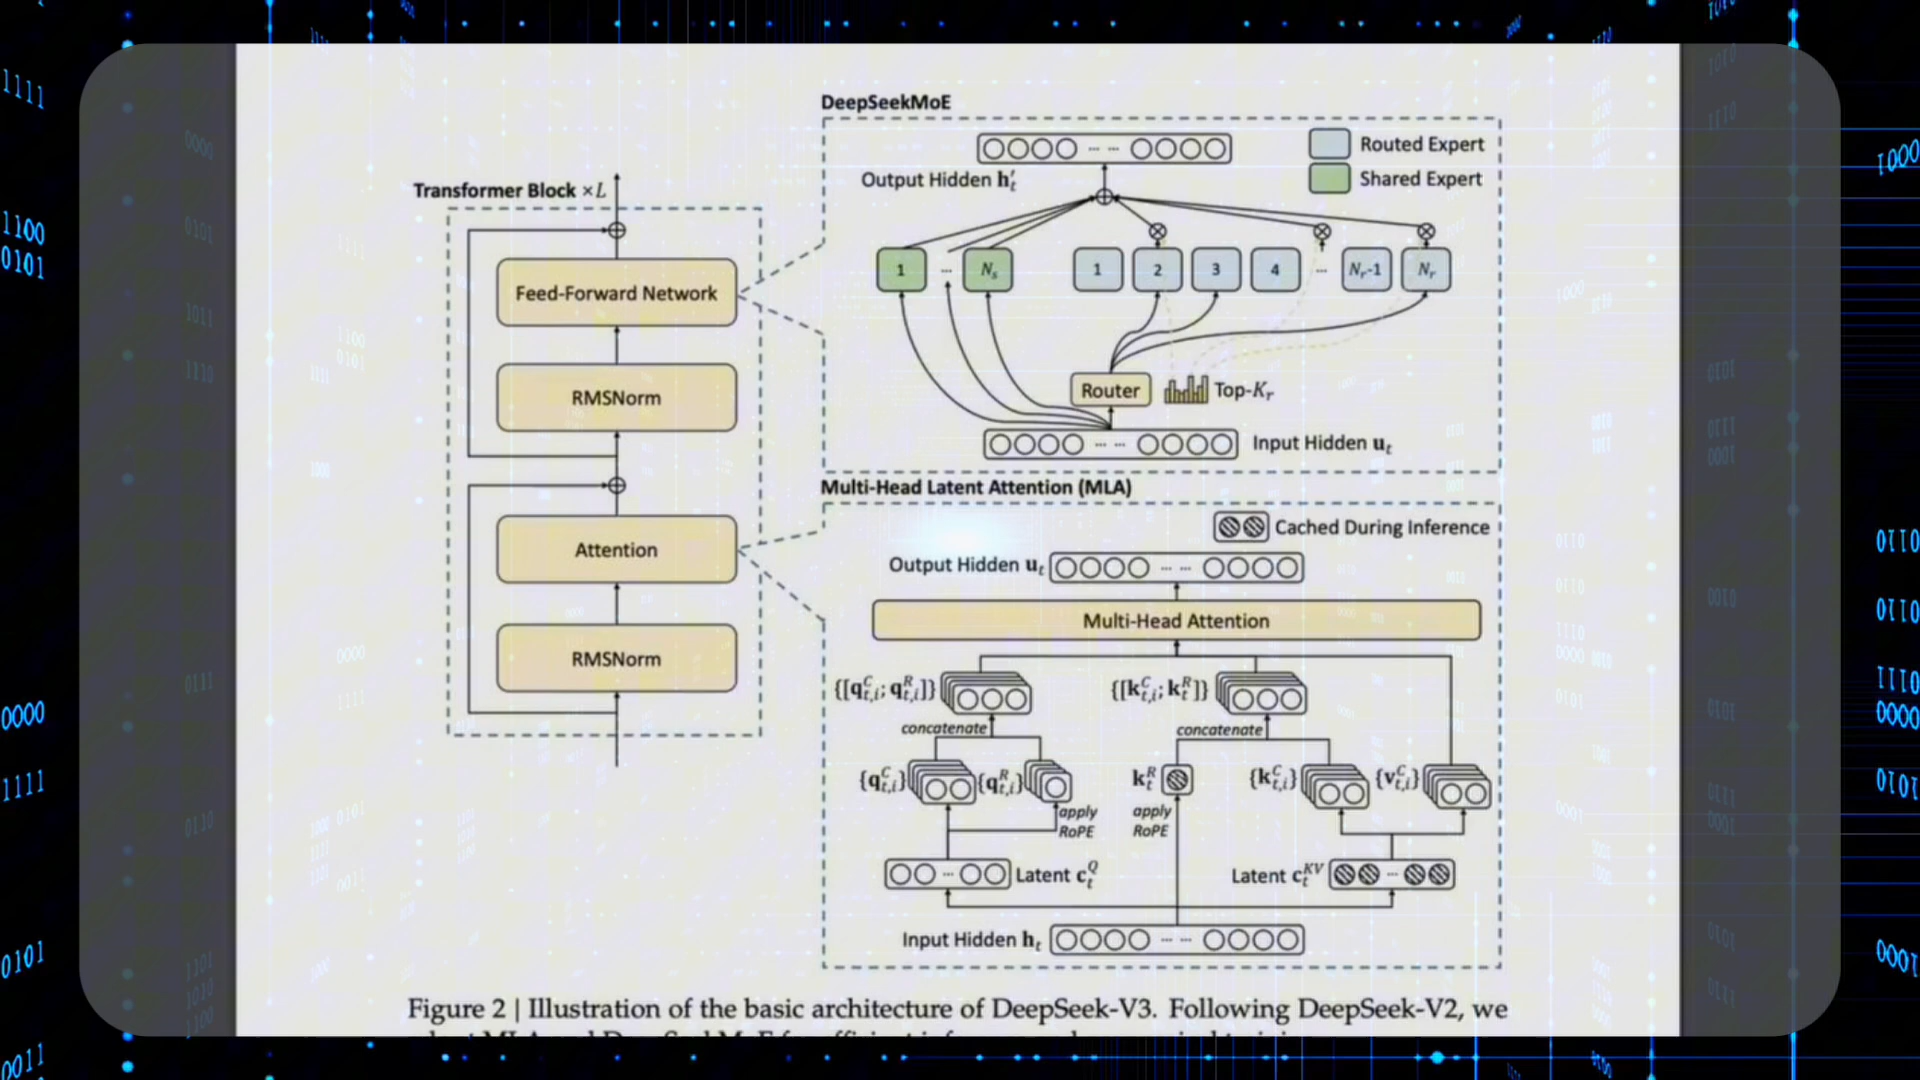 DeepSeekMoE
Routed Expert
Shared Expert
Output Hidden h′ₜ
1 ... Nₛ 1 2 3 4 ... Nᵣ-1 Nᵣ
Router
Top-Kᵣ
Input Hidden uₜ
Transformer Block ×L
Feed-Forward Network
RMSNorm
Attention
RMSNorm
Multi-Head Latent Attention (MLA)
Cached During Inference
Output Hidden uₜ
Multi-Head Attention
{[q^C_{t,i}; q^R_{t,i}]} {[k^C_{t,i}; k^R_t]}
concatenate concatenate
{q^C_{t,i}} {q^R_{t,i}} k^R_t {k^C_{t,i}} {v^C_{t,i}}
apply apply
RoPE RoPE
Latent c^Q_t Latent c^{KV}_t
Input Hidden hₜ
Figure 2 | Illustration of the basic architecture of DeepSeek-V3. Following DeepSeek-V2, we